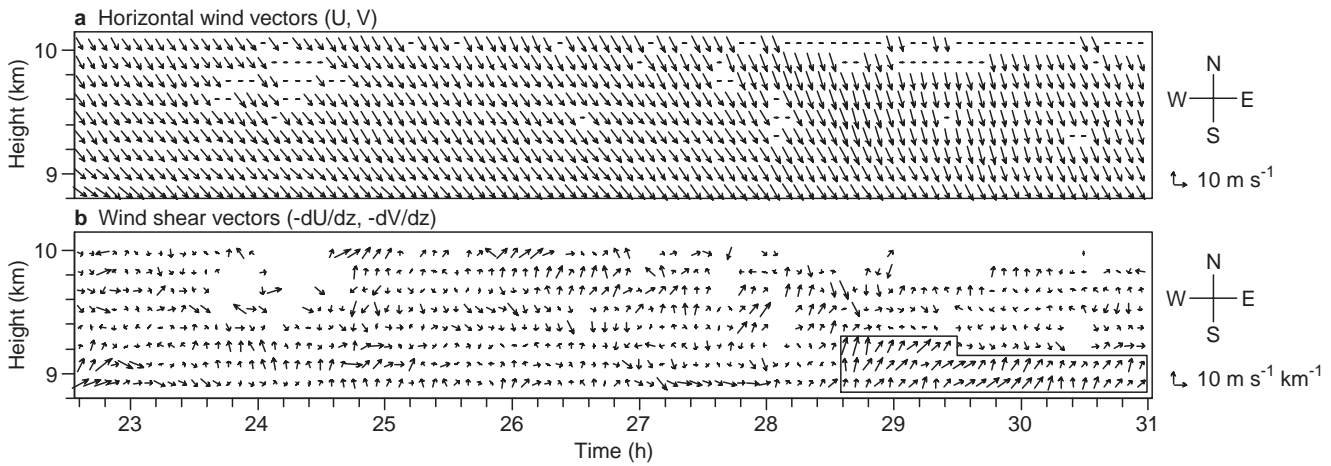 a Horizontal wind vectors (U, V)
10
9
Height (km)
N
W E
S
10 m s⁻¹
b Wind shear vectors (-dU/dz, -dV/dz)
10
9
Height (km)
N
W E
S
10 m s⁻¹ km⁻¹
23 24 25 26 27 28 29 30 31
Time (h)